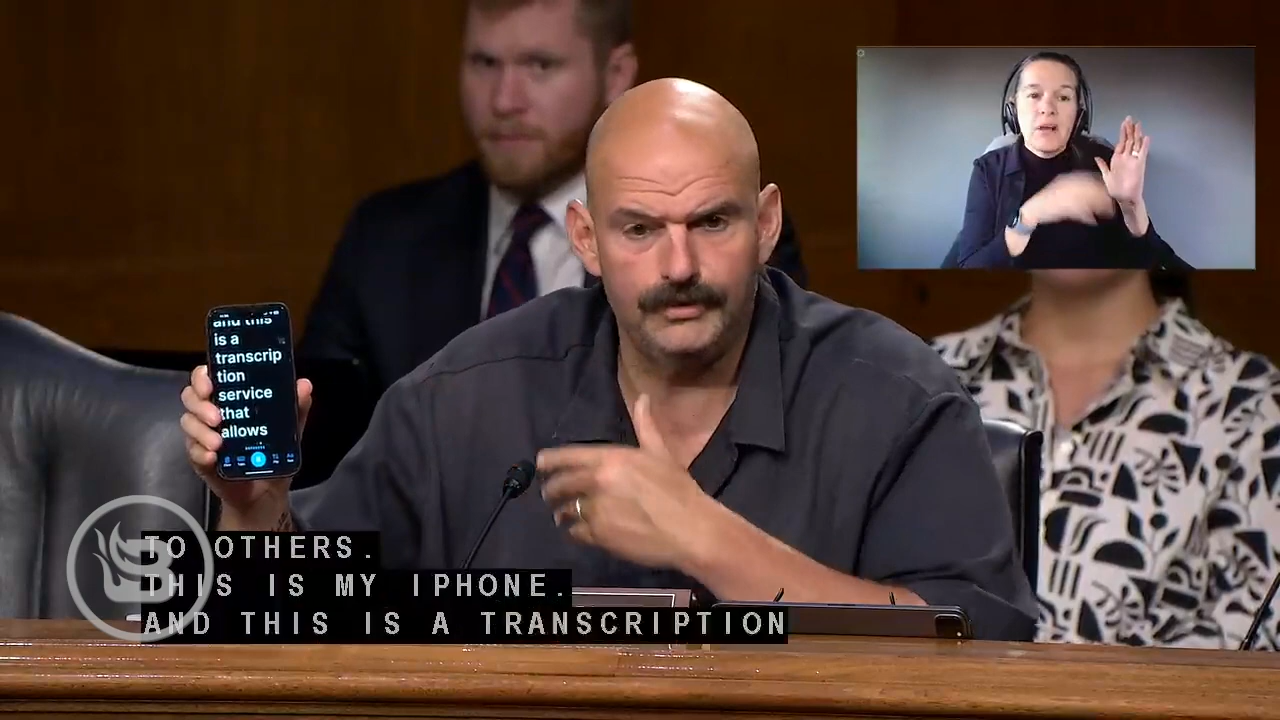 and this
is a
transcrip
tion
service
that
allows
TO OTHERS.
THIS IS MY IPHONE.
AND THIS IS A TRANSCRIPTION